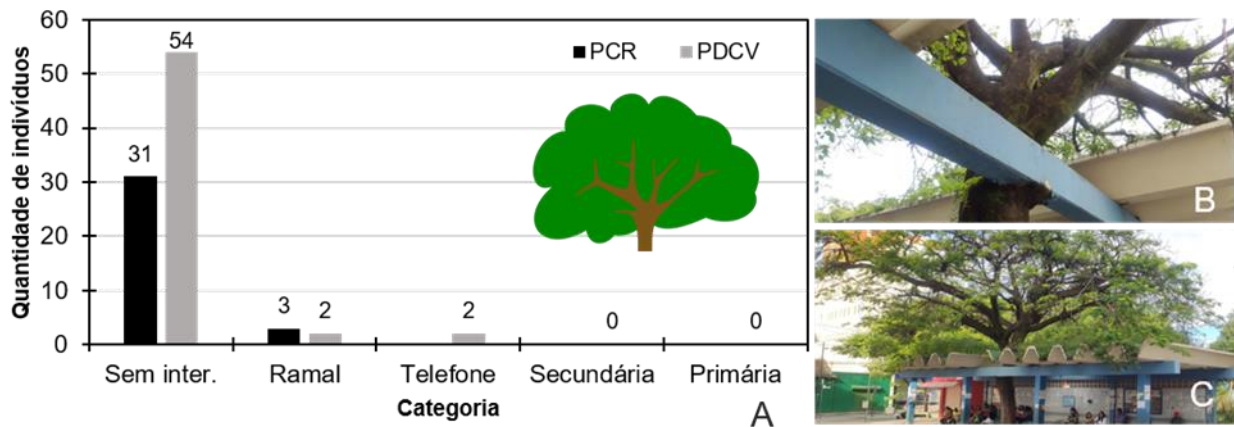 60
50
40
30
20
10
0
Quantidade de indivíduos
PCR
PDCV
31
54
3
2
2
0
0
Sem inter.
Ramal
Telefone
Secundária
Primária
Categoria
A
B
C